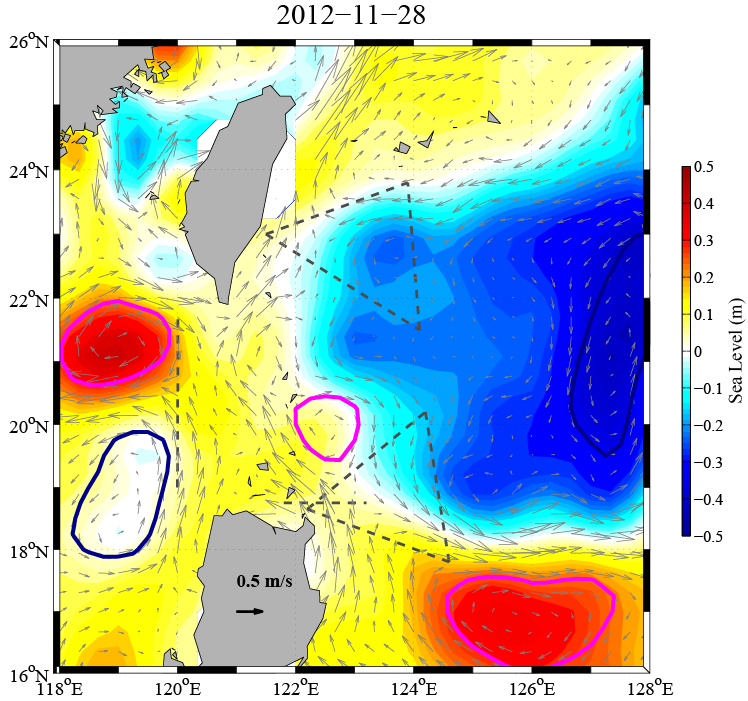 2012−11−28
26°N
24°N
22°N
20°N
18°N
16°N
118°E
120°E
122°E
124°E
126°E
128°E
0.5 m/s
0.5
0.4
0.3
0.2
0.1
0
−0.1
−0.2
−0.3
−0.4
−0.5
Sea Level (m)